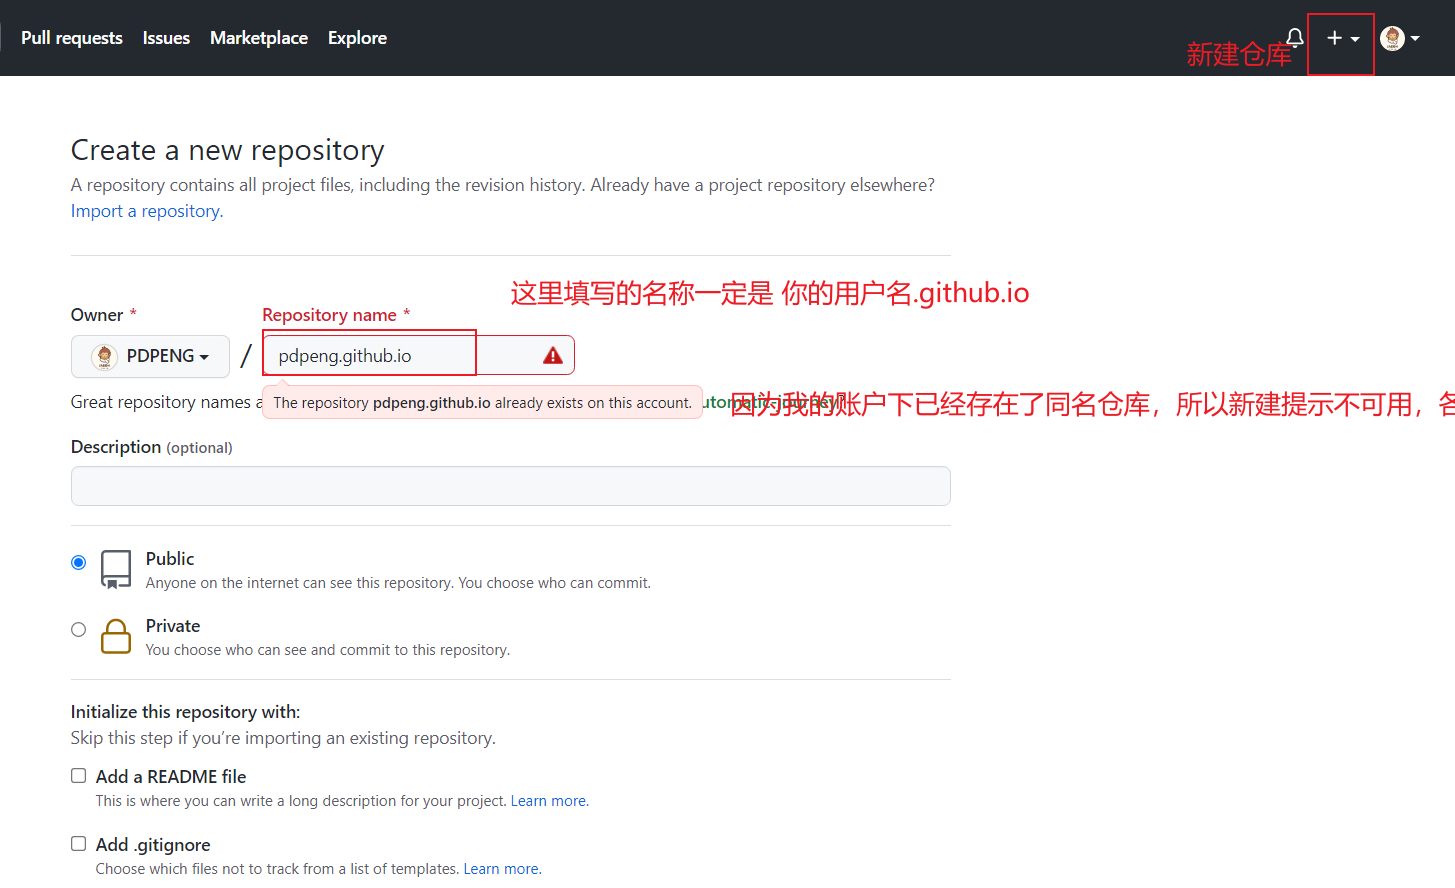 Pull requests Issues Marketplace Explore
新建仓库
Create a new repository
A repository contains all project files, including the revision history. Already have a project repository elsewhere?
Import a repository.
这里填写的名称一定是 你的用户名.github.io
Owner * Repository name *
PDPENG / pdpeng.github.io
Great repository names a
The repository pdpeng.github.io already exists on this account.
因为我的账户下已经存在了同名仓库，所以新建提示不可用，各
Description (optional)
Public
Anyone on the internet can see this repository. You choose who can commit.
Private
You choose who can see and commit to this repository.
Initialize this repository with:
Skip this step if you’re importing an existing repository.
Add a README file
This is where you can write a long description for your project. Learn more.
Add .gitignore
Choose which files not to track from a list of templates. Learn more.